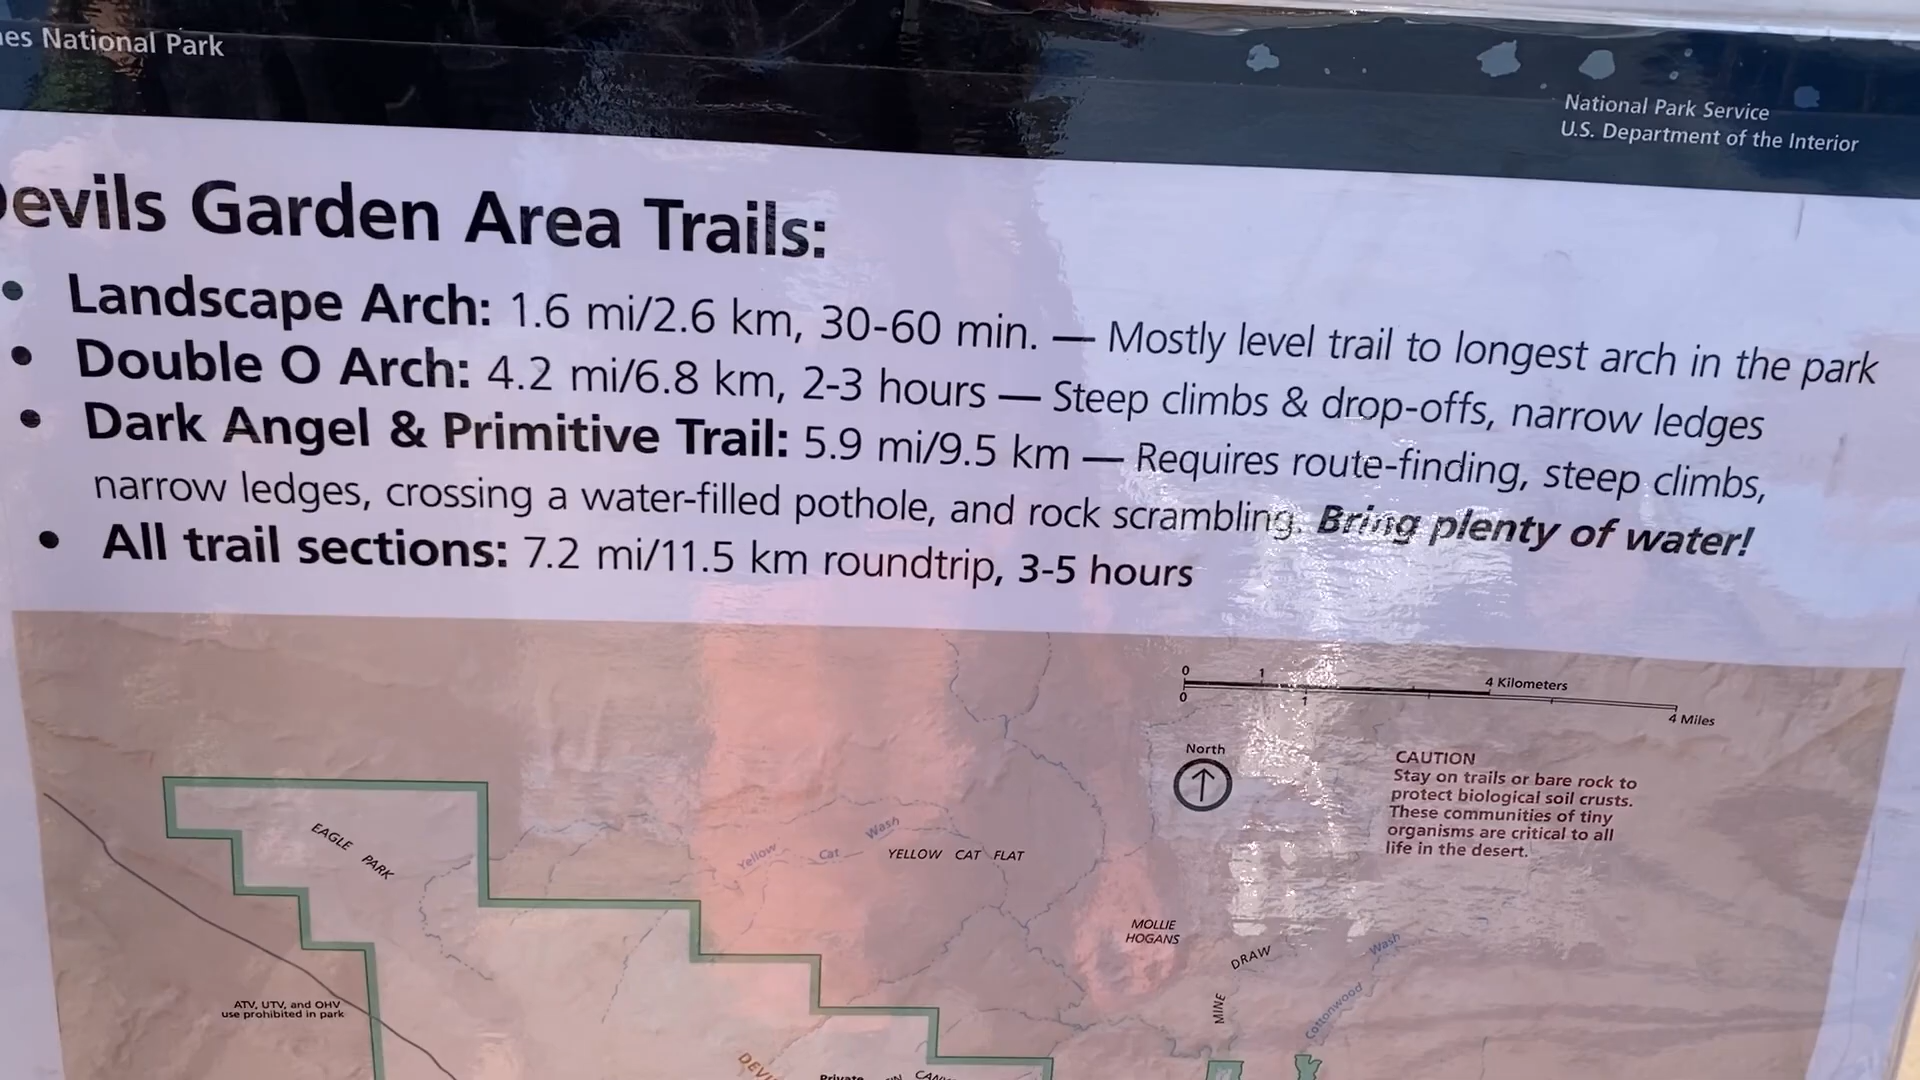 National Park
National Park Service
U.S. Department of the Interior
Garden Area Trails:
• Landscape Arch: 1.6 mi/2.6 km, 30-60 min. — Mostly level trail to longest arch in the park
• Double O Arch: 4.2 mi/6.8 km, 2-3 hours — Steep climbs & drop-offs, narrow ledges
• Dark Angel & Primitive Trail: 5.9 mi/9.5 km — Requires route-finding, steep climbs,
narrow ledges, crossing a water-filled pothole, and rock scrambling. Bring plenty of water!
• All trail sections: 7.2 mi/11.5 km roundtrip, 3-5 hours
0 1 4 Kilometers
0 1 4 Miles
North
CAUTION
Stay on trails or bare rock to
protect biological soil crusts.
These communities of tiny
organisms are critical to all
life in the desert.
EAGLE PARK
Yellow Cat Wash
YELLOW CAT FLAT
MOLLIE
HOGANS
MINE DRAW
Cottonwood Wash
ATV, UTV, and OHV
use prohibited in park
Private